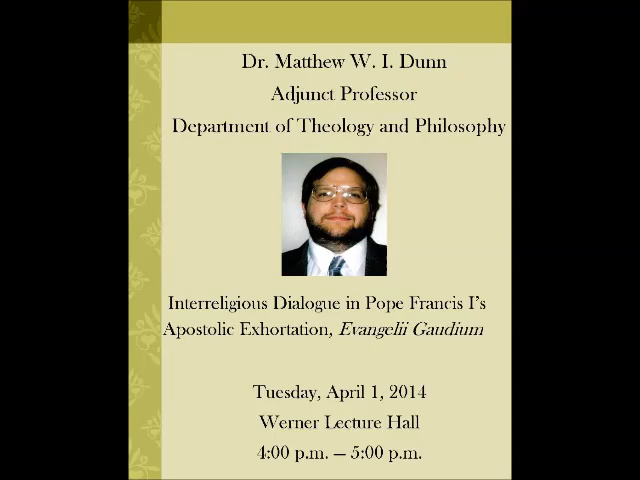 Dr. Matthew W. I. Dunn
Adjunct Professor
Department of Theology and Philosophy
Interreligious Dialogue in Pope Francis I's
Apostolic Exhortation, Evangelii Gaudium
Tuesday, April 1, 2014
Werner Lecture Hall
4:00 p.m. – 5:00 p.m.